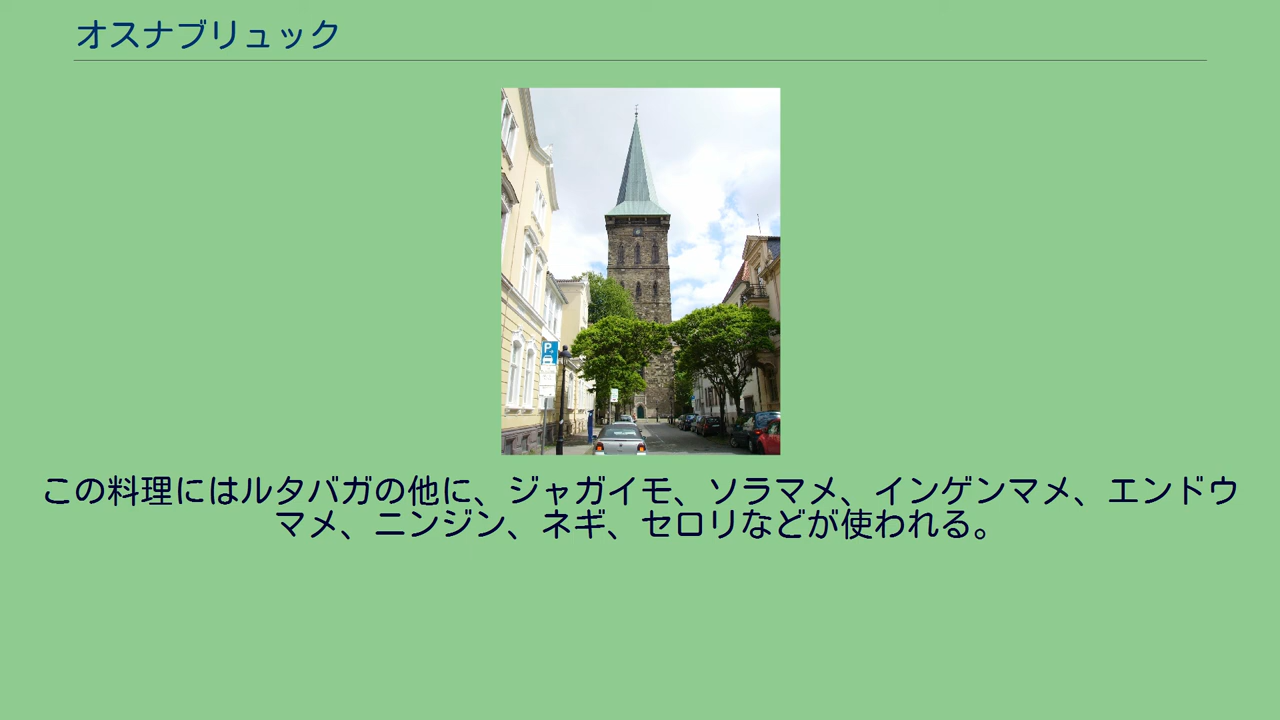 オスナブリュック
P
この料理にはルタバガの他に、ジャガイモ、ソラマメ、インゲンマメ、エンドウ
マメ、ニンジン、ネギ、セロリなどが使われる。